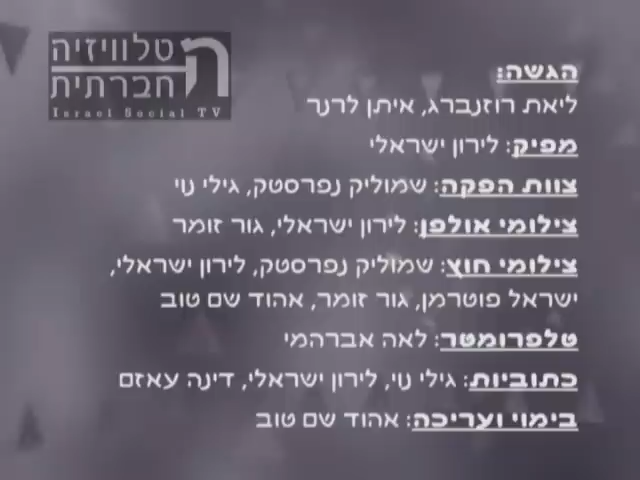 הטלוויזיה
חברתית
Israel Social TV
הגשה:
ליאת רוזנברג, איתן לרנר
מפיק: לירון ישראלי
צוות הפקה: שמוליק נפרסטק, גילי נוי
צילומי אולפן: לירון ישראלי, גור זומר
צילומי חוץ: שמוליק נפרסטק, לירון ישראלי,
ישראל פוטרמן, גור זומר, אהוד שם טוב
טלפרומטר: לאה אברהמי
כתוביות: גילי נוי, לירון ישראלי, דינה עאזם
בימוי ועריכה: אהוד שם טוב